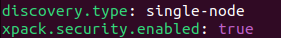 discovery.type: single-node
xpack.security.enabled: true